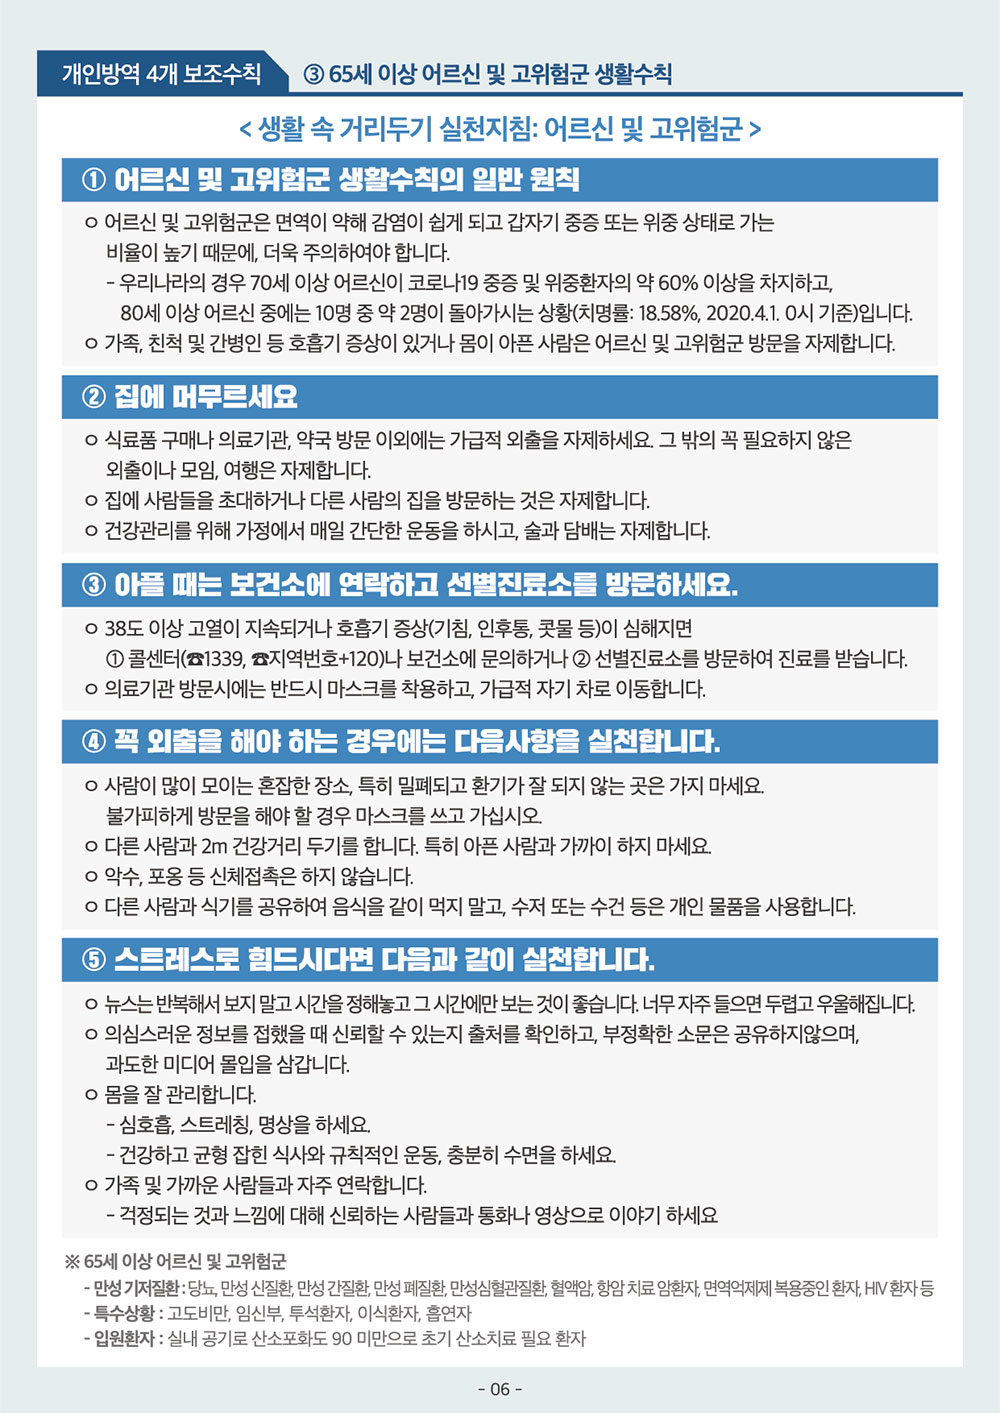 개인방역 4개 보조수칙
③ 65세 이상 어르신 및 고위험군 생활수칙
< 생활 속 거리두기 실천지침: 어르신 및 고위험군 >
① 어르신 및 고위험군 생활수칙의 일반 원칙
ㅇ 어르신 및 고위험군은 면역이 약해 감염이 쉽게 되고 갑자기 중증 또는 위중 상태로 가는
비율이 높기 때문에, 더욱 주의하여야 합니다.
- 우리나라의 경우 70세 이상 어르신이 코로나19 중증 및 위중환자의 약 60% 이상을 차지하고,
80세 이상 어르신 중에는 10명 중 약 2명이 돌아가시는 상황(치명률: 18.58%, 2020.4.1. 0시 기준)입니다.
ㅇ 가족, 친척 및 간병인 등 호흡기 증상이 있거나 몸이 아픈 사람은 어르신 및 고위험군 방문을 자제합니다.
② 집에 머무르세요
ㅇ 식료품 구매나 의료기관, 약국 방문 이외에는 가급적 외출을 자제하세요. 그 밖의 꼭 필요하지 않은
외출이나 모임, 여행은 자제합니다.
ㅇ 집에 사람들을 초대하거나 다른 사람의 집을 방문하는 것은 자제합니다.
ㅇ 건강관리를 위해 가정에서 매일 간단한 운동을 하시고, 술과 담배는 자제합니다.
③ 아플 때는 보건소에 연락하고 선별진료소를 방문하세요.
ㅇ 38도 이상 고열이 지속되거나 호흡기 증상(기침, 인후통, 콧물 등)이 심해지면
① 콜센터(☎1339, ☎지역번호+120)나 보건소에 문의하거나 ② 선별진료소를 방문하여 진료를 받습니다.
ㅇ 의료기관 방문시에는 반드시 마스크를 착용하고, 가급적 자기 차로 이동합니다.
④ 꼭 외출을 해야 하는 경우에는 다음사항을 실천합니다.
ㅇ 사람이 많이 모이는 혼잡한 장소, 특히 밀폐되고 환기가 잘 되지 않는 곳은 가지 마세요.
불가피하게 방문을 해야 할 경우 마스크를 쓰고 가십시오.
ㅇ 다른 사람과 2m 건강거리 두기를 합니다. 특히 아픈 사람과 가까이 하지 마세요.
ㅇ 악수, 포옹 등 신체접촉은 하지 않습니다.
ㅇ 다른 사람과 식기를 공유하여 음식을 같이 먹지 말고, 수저 또는 수건 등은 개인 물품을 사용합니다.
⑤ 스트레스로 힘드시다면 다음과 같이 실천합니다.
ㅇ 뉴스는 반복해서 보지 말고 시간을 정해놓고 그 시간에만 보는 것이 좋습니다. 너무 자주 들으면 두렵고 우울해집니다.
ㅇ 의심스러운 정보를 접했을 때 신뢰할 수 있는지 출처를 확인하고, 부정확한 소문은 공유하지않으며,
과도한 미디어 몰입을 삼갑니다.
ㅇ 몸을 잘 관리합니다.
- 심호흡, 스트레칭, 명상을 하세요.
- 건강하고 균형 잡힌 식사와 규칙적인 운동, 충분히 수면을 하세요.
ㅇ 가족 및 가까운 사람들과 자주 연락합니다.
- 걱정되는 것과 느낌에 대해 신뢰하는 사람들과 통화나 영상으로 이야기 하세요
※ 65세 이상 어르신 및 고위험군
- 만성 기저질환 : 당뇨, 만성 신질환, 만성 간질환, 만성 폐질환, 만성심혈관질환, 혈액암, 항암 치료 암환자, 면역억제제 복용중인 환자, HIV 환자 등
- 특수상황 : 고도비만, 임신부, 투석환자, 이식환자, 흡연자
- 입원환자 : 실내 공기로 산소포화도 90 미만으로 초기 산소치료 필요 환자
- 06 -